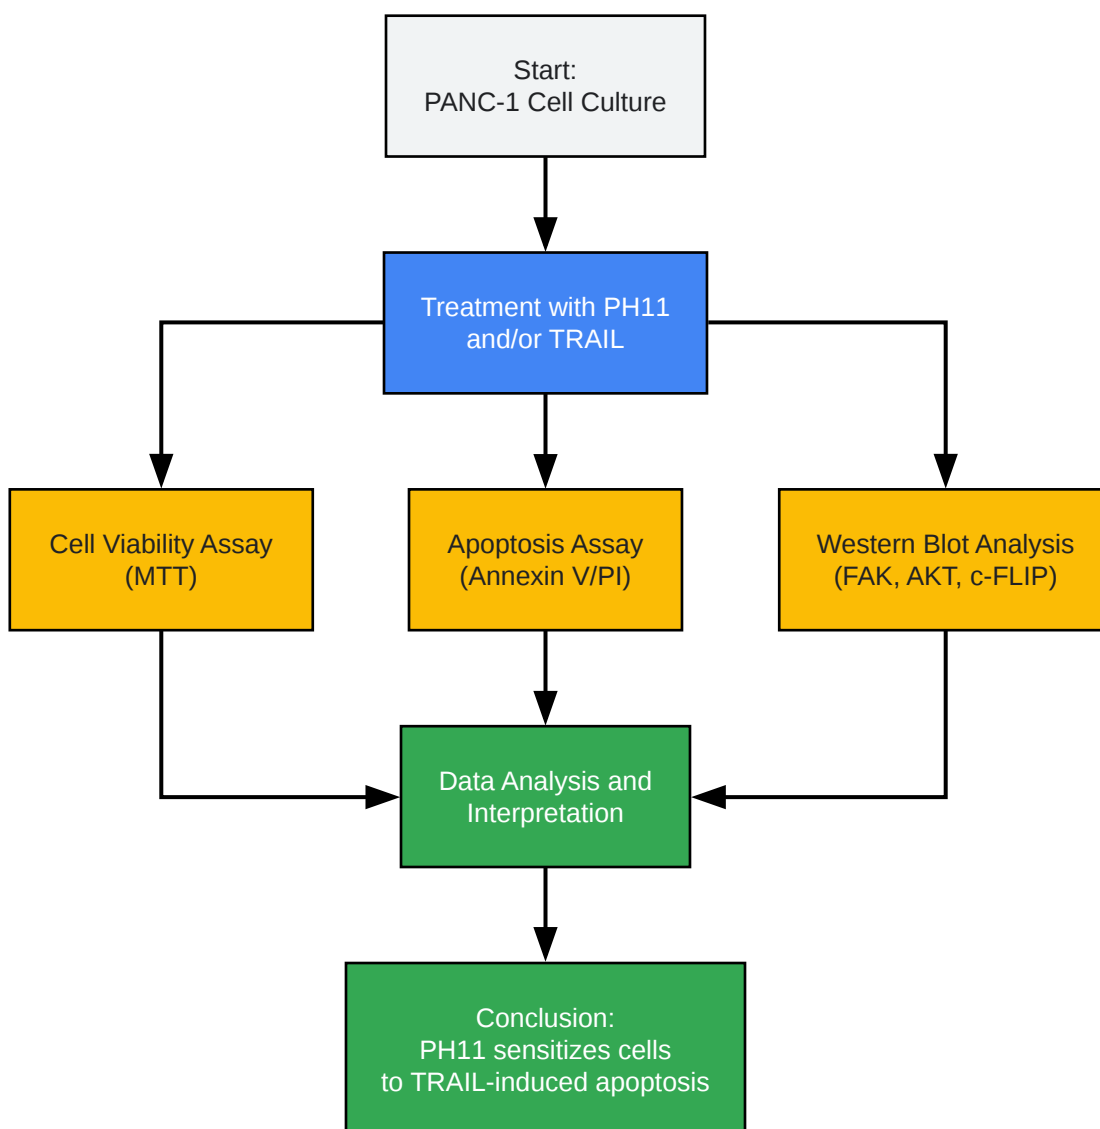 Start:
PANC-1 Cell Culture
Treatment with PH11
and/or TRAIL
Cell Viability Assay
(MTT)
Apoptosis Assay
(Annexin V/PI)
Western Blot Analysis
(FAK, AKT, c-FLIP)
Data Analysis and
Interpretation
Conclusion:
PH11 sensitizes cells
to TRAIL-induced apoptosis